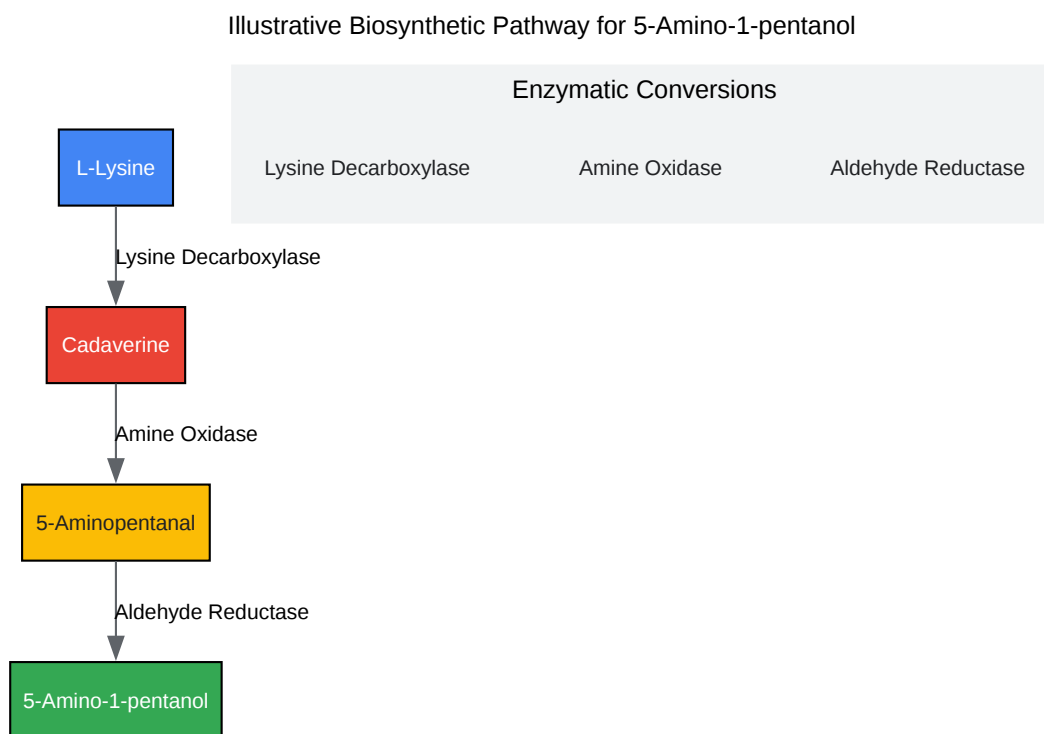 Illustrative Biosynthetic Pathway for 5-Amino-1-pentanol
Enzymatic Conversions
L-Lysine
Lysine Decarboxylase
Amine Oxidase
Aldehyde Reductase
Lysine Decarboxylase
Cadaverine
Amine Oxidase
5-Aminopentanal
Aldehyde Reductase
5-Amino-1-pentanol